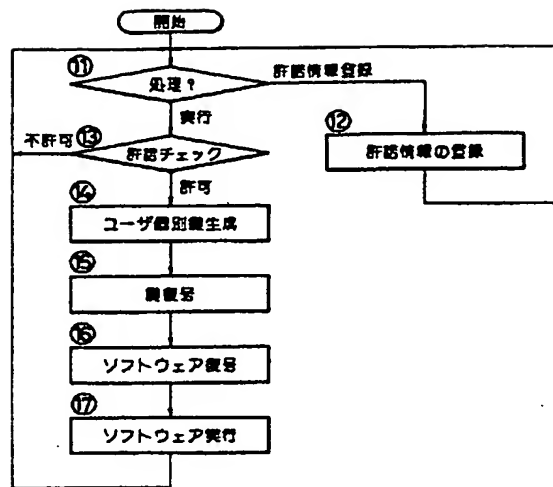 開始
⑪
処理?
許諾情報登録
実行
⑫
許諾情報の登録
不許可
⑬
許諾チェック
許可
⑭
ユーザ個別鍵生成
⑮
鍵復号
⑯
ソフトウェア復号
⑰
ソフトウェア実行